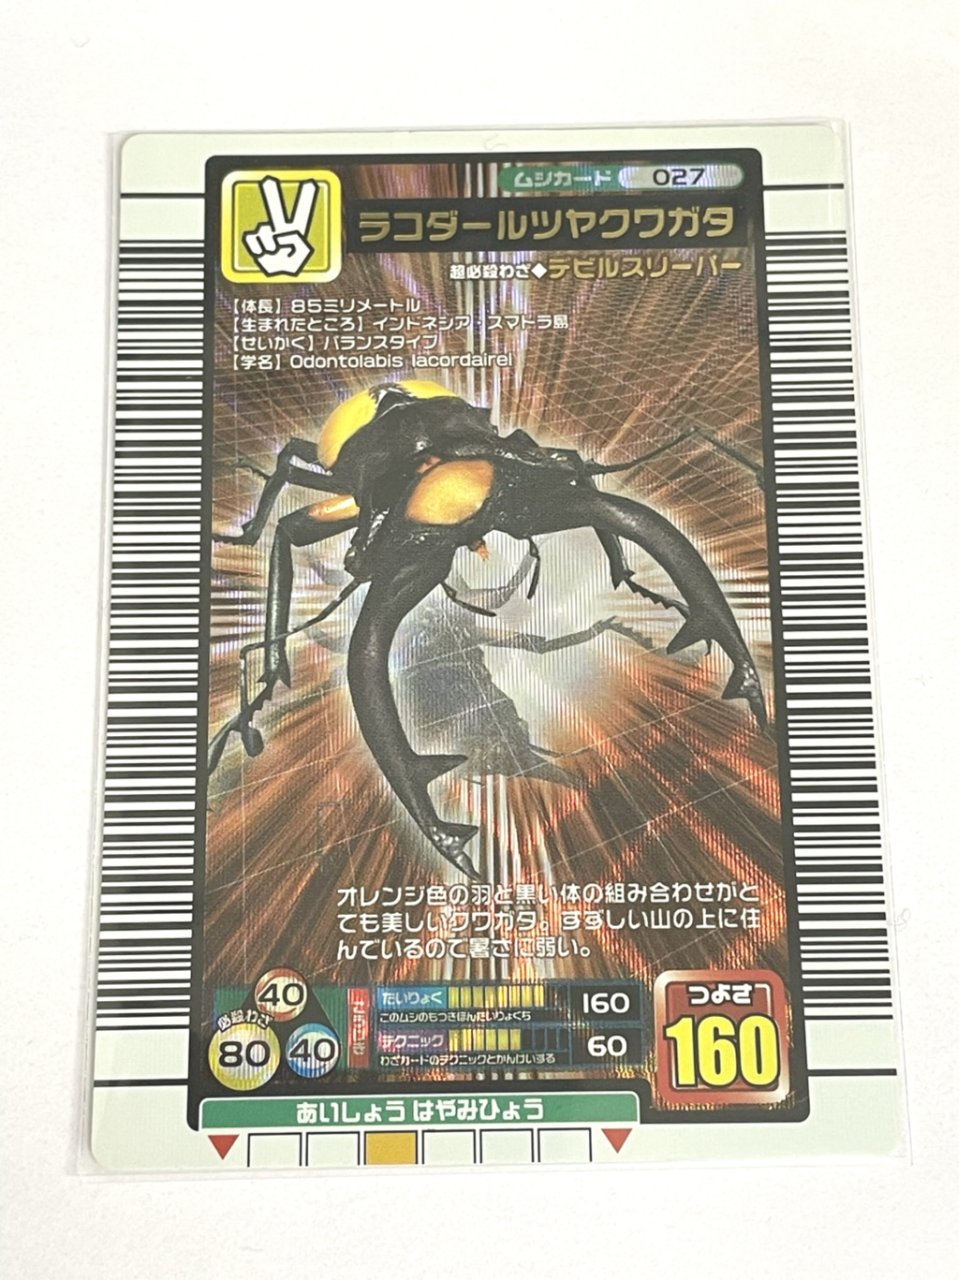 ムシカード 027
ラコダールツヤクワガタ
超必殺わざ◆デビルスリーパー
【体長】85ミリメートル
【生まれたところ】インドネシア・スマトラ島
【せいかく】バランスタイプ
【学名】Odontolabis lacordairei
オレンジ色の羽と黒い体の組み合わせがと
ても美しいクワガタ。すずしい山の上に住
んでいるので暑さに弱い。
40
必殺わざ
80
40
たいりょく
160
このムシのもつきほんたいりょくち
テクニック
60
わざカードのテクニックとかんけいする
つよさ
160
あいしょうはやみひょう